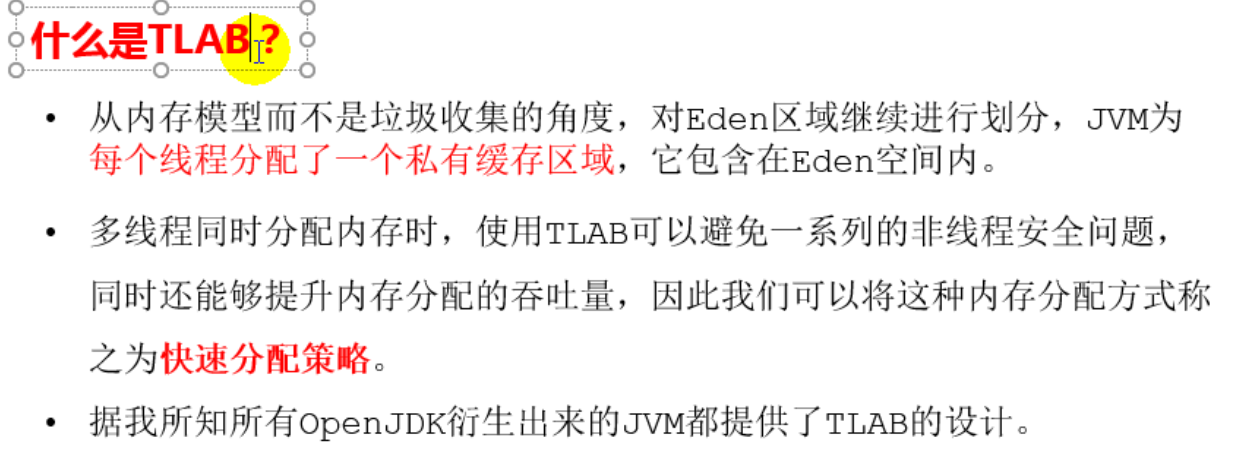 什么是TLAB？
• 从内存模型而不是垃圾收集的角度，对Eden区域继续进行划分，JVM为
每个线程分配了一个私有缓存区域，它包含在Eden空间内。
• 多线程同时分配内存时，使用TLAB可以避免一系列的非线程安全问题，
同时还能够提升内存分配的吞吐量，因此我们可以将这种内存分配方式称
之为快速分配策略。
• 据我所知所有OpenJDK衍生出来的JVM都提供了TLAB的设计。